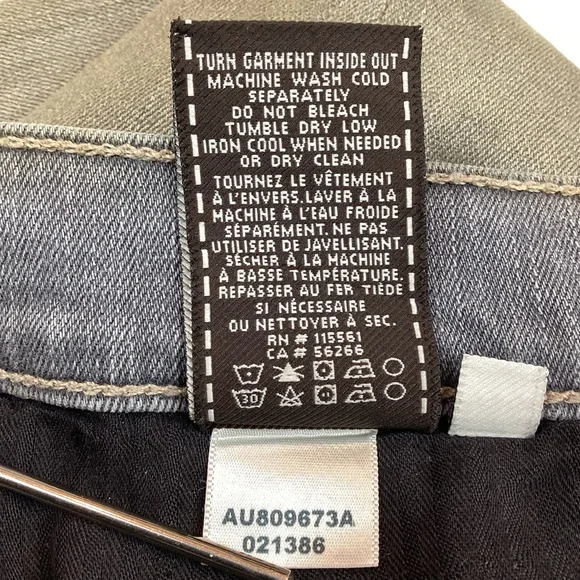 TURN GARMENT INSIDE OUT
MACHINE WASH COLD
SEPARATELY
DO NOT BLEACH
TUMBLE DRY LOW
IRON COOL WHEN NEEDED
OR DRY CLEAN
TOURNEZ LE VÊTEMENT
À L'ENVERS.LAVER À LA
MACHINE À L'EAU FROIDE
SÉPARÉMENT. NE PAS
UTILISER DE JAVELLISANT.
SÉCHER À LA MACHINE
À BASSE TEMPÉRATURE.
REPASSER AU FER TIÈDE
SI NÉCESSAIRE
OU NETTOYER À SEC.
RN # 115561
CA # 56266
30
AU809673A
021386